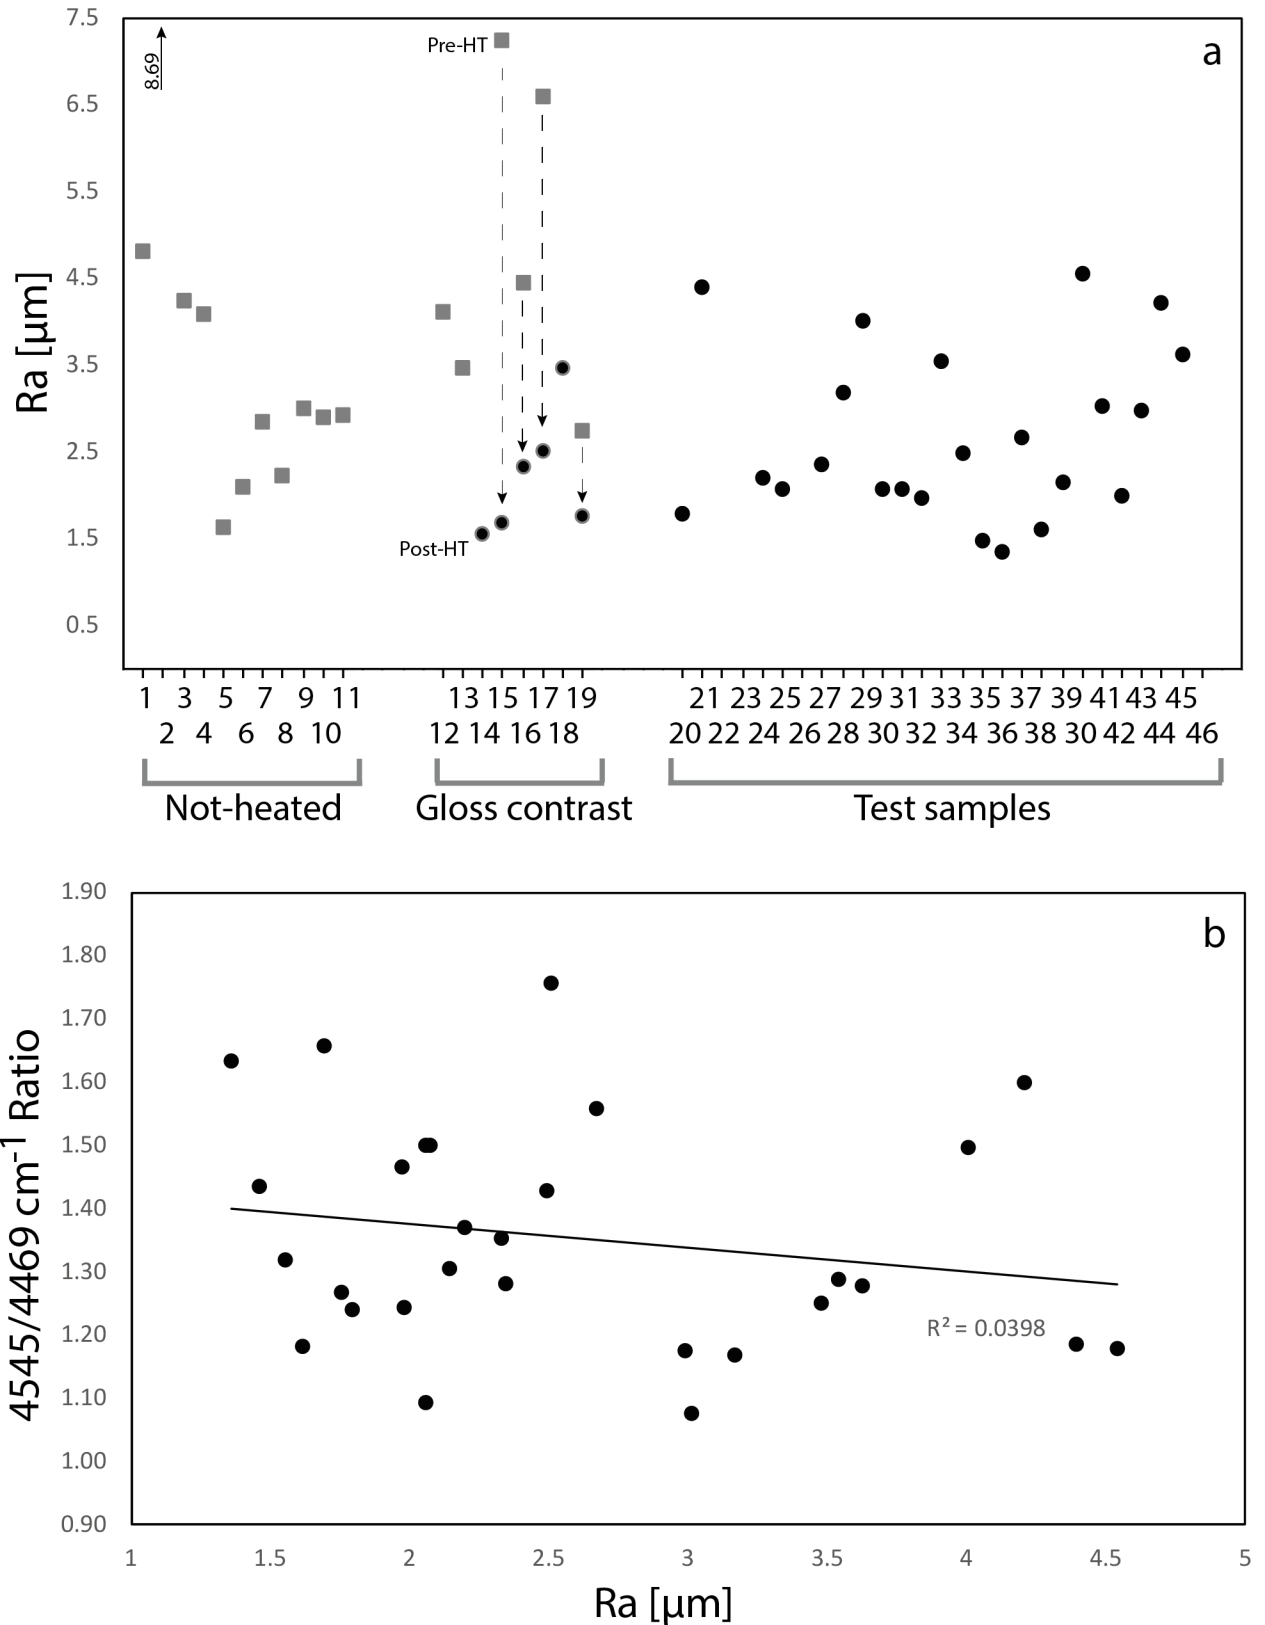 7.5
a
8.69
Pre-HT
6.5
5.5
4.5
Ra [µm]
3.5
2.5
1.5
Post-HT
0.5
1 3 5 7 9 11 13 15 17 19 21 23 25 27 29 31 33 35 37 39 41 43 45
2 4 6 8 10 12 14 16 18 20 22 24 26 28 30 32 34 36 38 30 42 44 46
Not-heated Gloss contrast Test samples
1.90
b
1.80
1.70
1.60
1.50
1.40
4545/4469 cm⁻¹ Ratio
1.30
R² = 0.0398
1.20
1.10
1.00
0.90
1 1.5 2 2.5 3 3.5 4 4.5 5
Ra [µm]